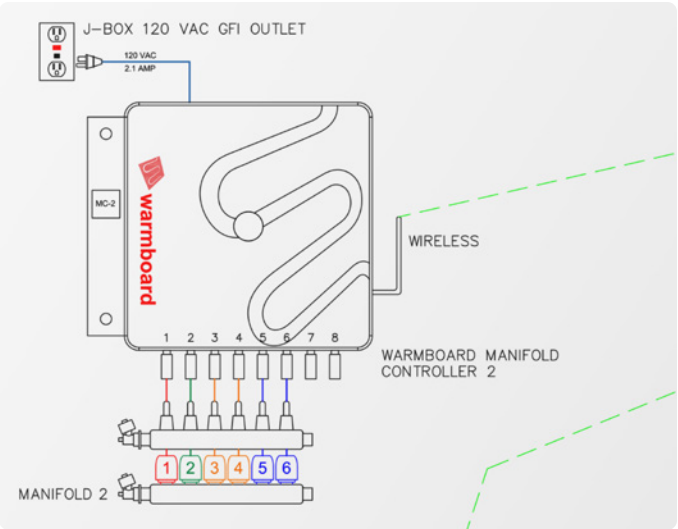 J-BOX 120 VAC GFI OUTLET
120 VAC
2.1 AMP
MC-2
warmboard
WIRELESS
1 2 3 4 5 6 7 8
WARMBOARD MANIFOLD
CONTROLLER 2
1 2 3 4 5 6
MANIFOLD 2